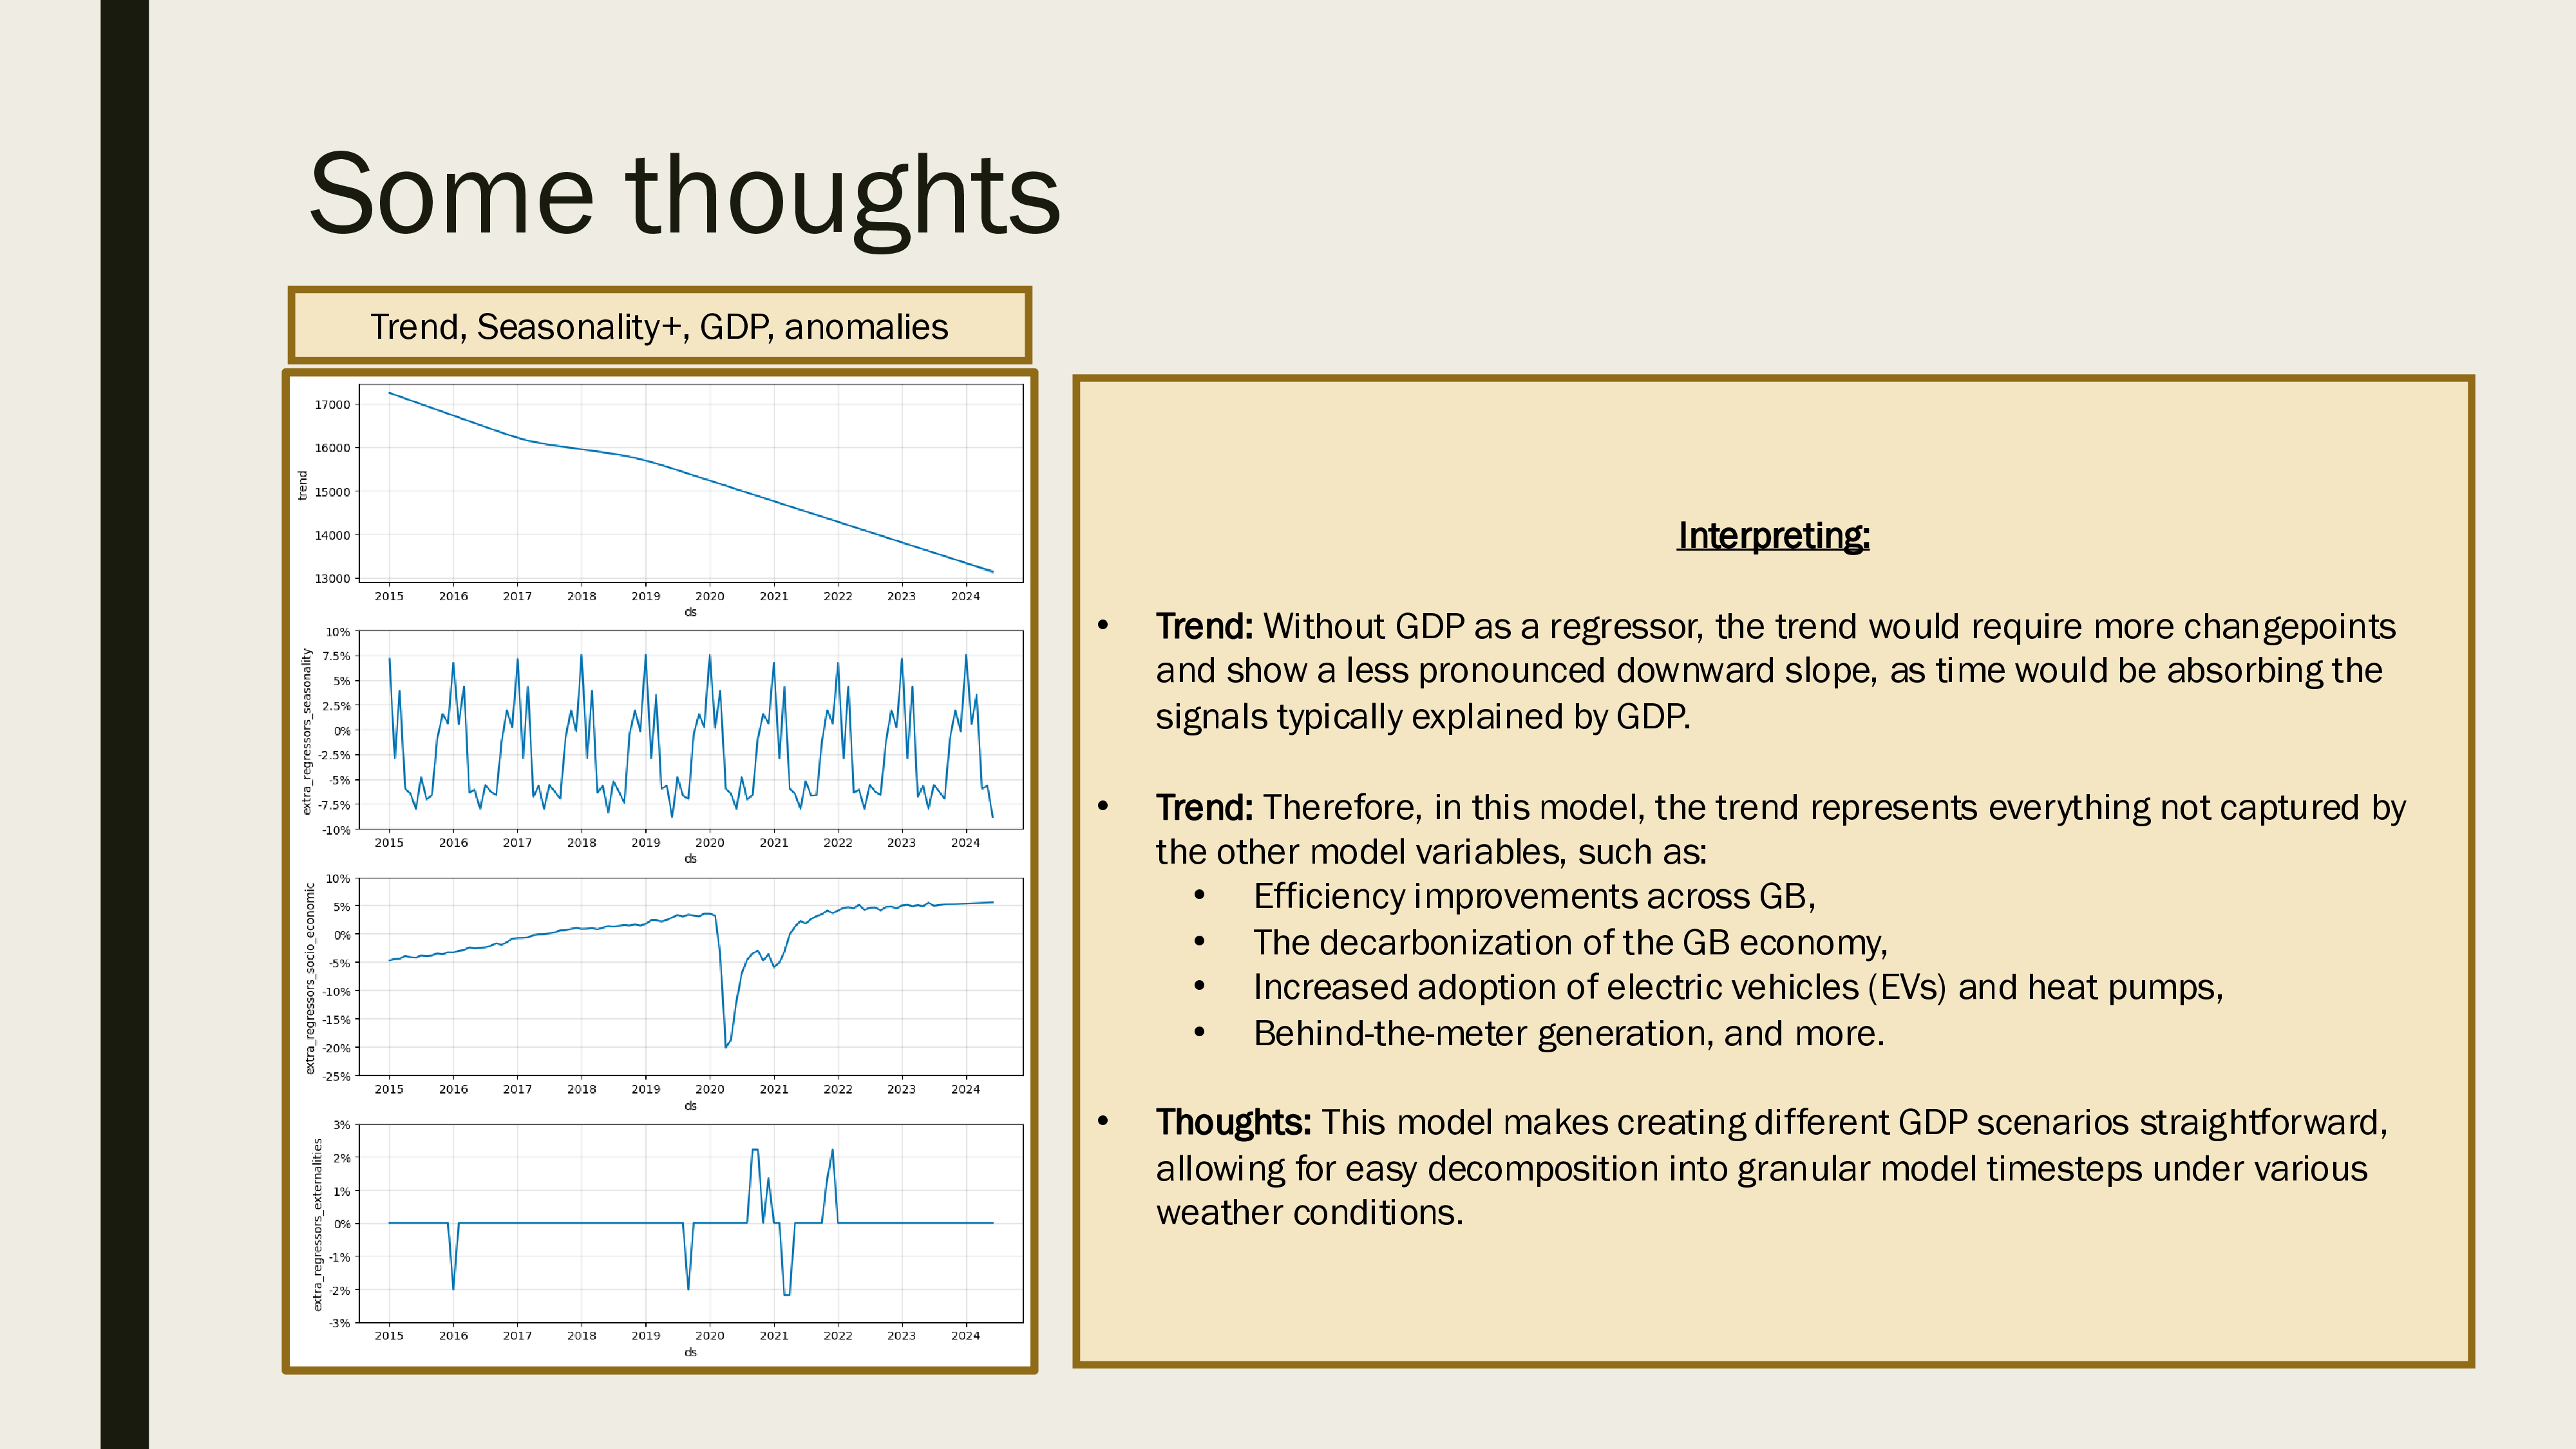 Some thoughts
Trend, Seasonality+, GDP, anomalies
17000
16000
15000
14000
13000
trend
2015 2016 2017 2018 2019 2020 2021 2022 2023 2024
ds
10%
7.5%
5%
2.5%
0%
-2.5%
-5%
-7.5%
-10%
extra_regressors_seasonality
2015 2016 2017 2018 2019 2020 2021 2022 2023 2024
ds
10%
5%
0%
-5%
-10%
-15%
-20%
-25%
extra_regressors_socio_economic
2015 2016 2017 2018 2019 2020 2021 2022 2023 2024
ds
3%
2%
1%
0%
-1%
-2%
-3%
extra_regressors_externalities
2015 2016 2017 2018 2019 2020 2021 2022 2023 2024
ds
Interpreting:
• Trend: Without GDP as a regressor, the trend would require more changepoints
and show a less pronounced downward slope, as time would be absorbing the
signals typically explained by GDP.
• Trend: Therefore, in this model, the trend represents everything not captured by
the other model variables, such as:
• Efficiency improvements across GB,
• The decarbonization of the GB economy,
• Increased adoption of electric vehicles (EVs) and heat pumps,
• Behind-the-meter generation, and more.
• Thoughts: This model makes creating different GDP scenarios straightforward,
allowing for easy decomposition into granular model timesteps under various
weather conditions.